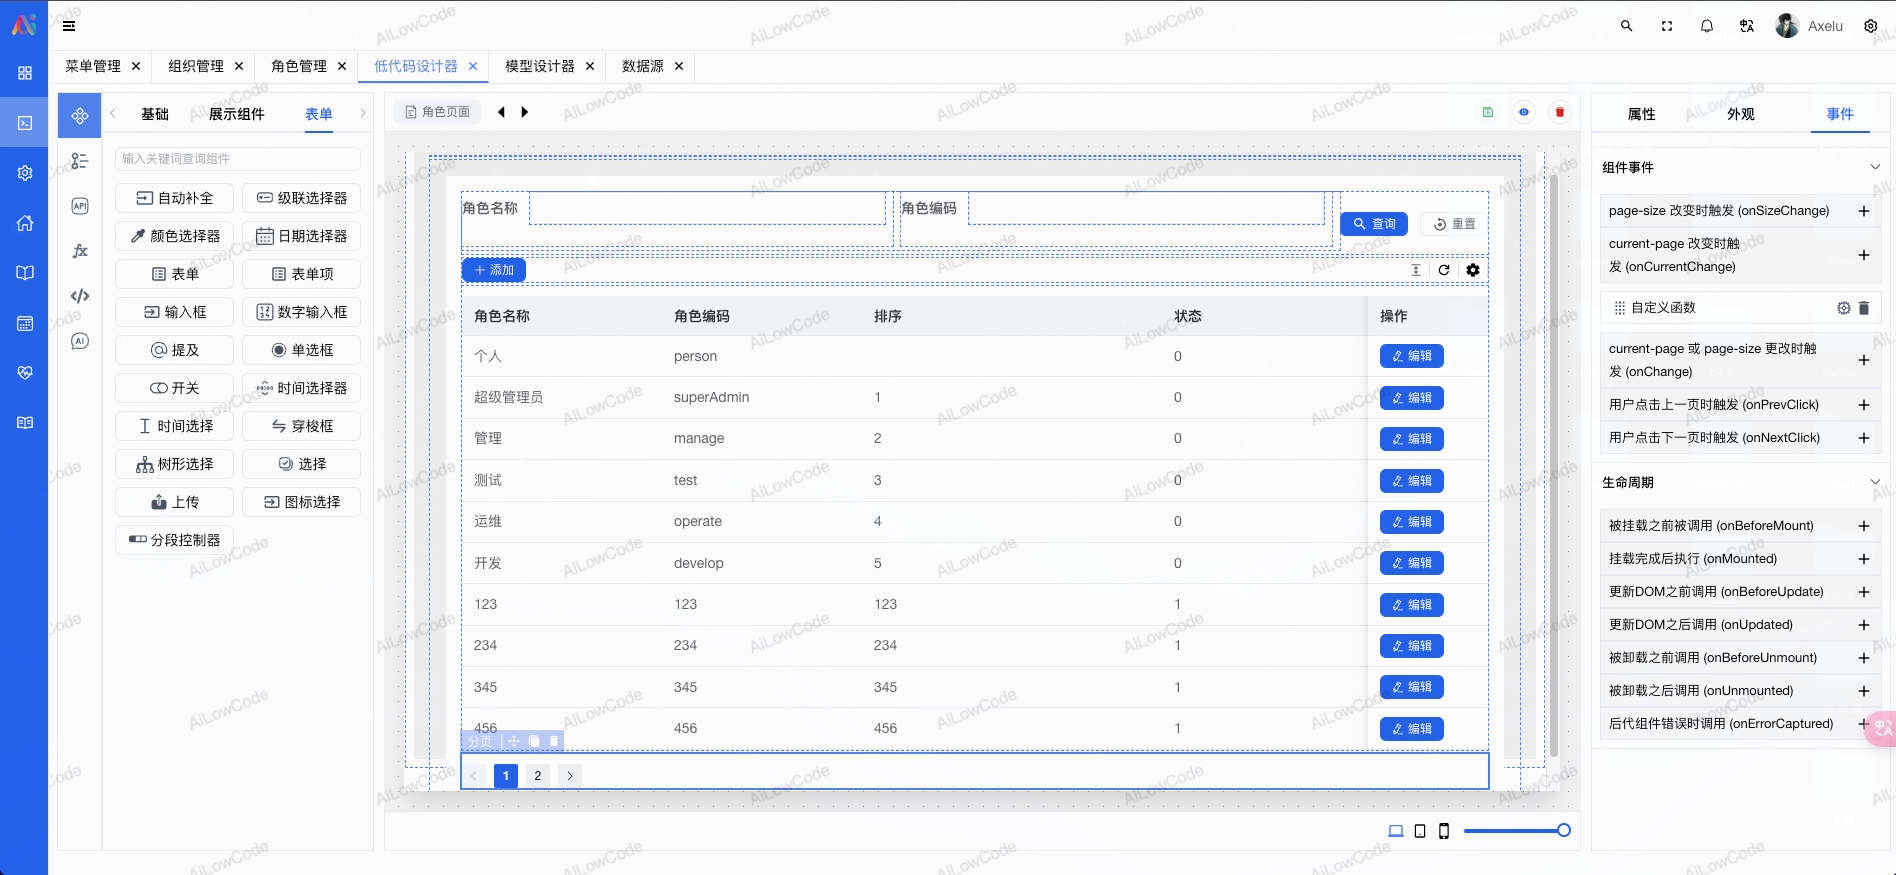 Axelu
菜单管理
组织管理
角色管理
低代码设计器
模型设计器
数据源
基础
展示组件
表单
输入关键词查询组件
自动补全
级联选择器
颜色选择器
日期选择器
表单
表单项
输入框
数字输入框
提及
单选框
开关
时间选择器
时间选择
穿梭框
树形选择
选择
上传
图标选择
分段控制器
API
AI
角色页面
角色名称
角色编码
查询
重置
添加
角色名称 角色编码 排序 状态 操作
个人 person 0 编辑
超级管理员 superAdmin 1 0 编辑
管理 manage 2 0 编辑
测试 test 3 0 编辑
运维 operate 4 0 编辑
开发 develop 5 0 编辑
123 123 123 1 编辑
234 234 234 1 编辑
345 345 345 1 编辑
456 456 456 1 编辑
分页
1 2
属性
外观
事件
组件事件
page-size 改变时触发 (onSizeChange)
current-page 改变时触
发 (onCurrentChange)
自定义函数
current-page 或 page-size 更改时触
发 (onChange)
用户点击上一页时触发 (onPrevClick)
用户点击下一页时触发 (onNextClick)
生命周期
被挂载之前被调用 (onBeforeMount)
挂载完成后执行 (onMounted)
更新DOM之前调用 (onBeforeUpdate)
更新DOM之后调用 (onUpdated)
被卸载之前调用 (onBeforeUnmount)
被卸载之后调用 (onUnmounted)
后代组件错误时调用 (onErrorCaptured)
AiLowCode